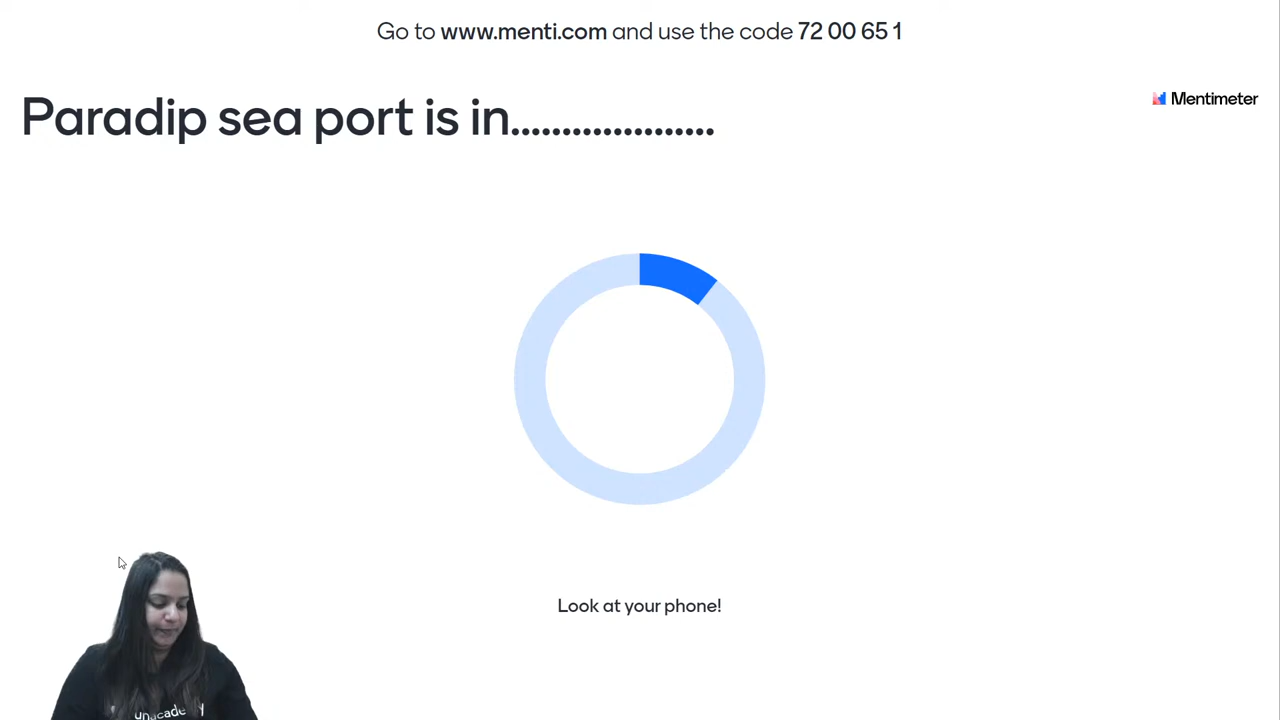 Go to www.menti.com and use the code 72 00 65 1
Mentimeter
Paradip sea port is in....................
Look at your phone!
unacademy